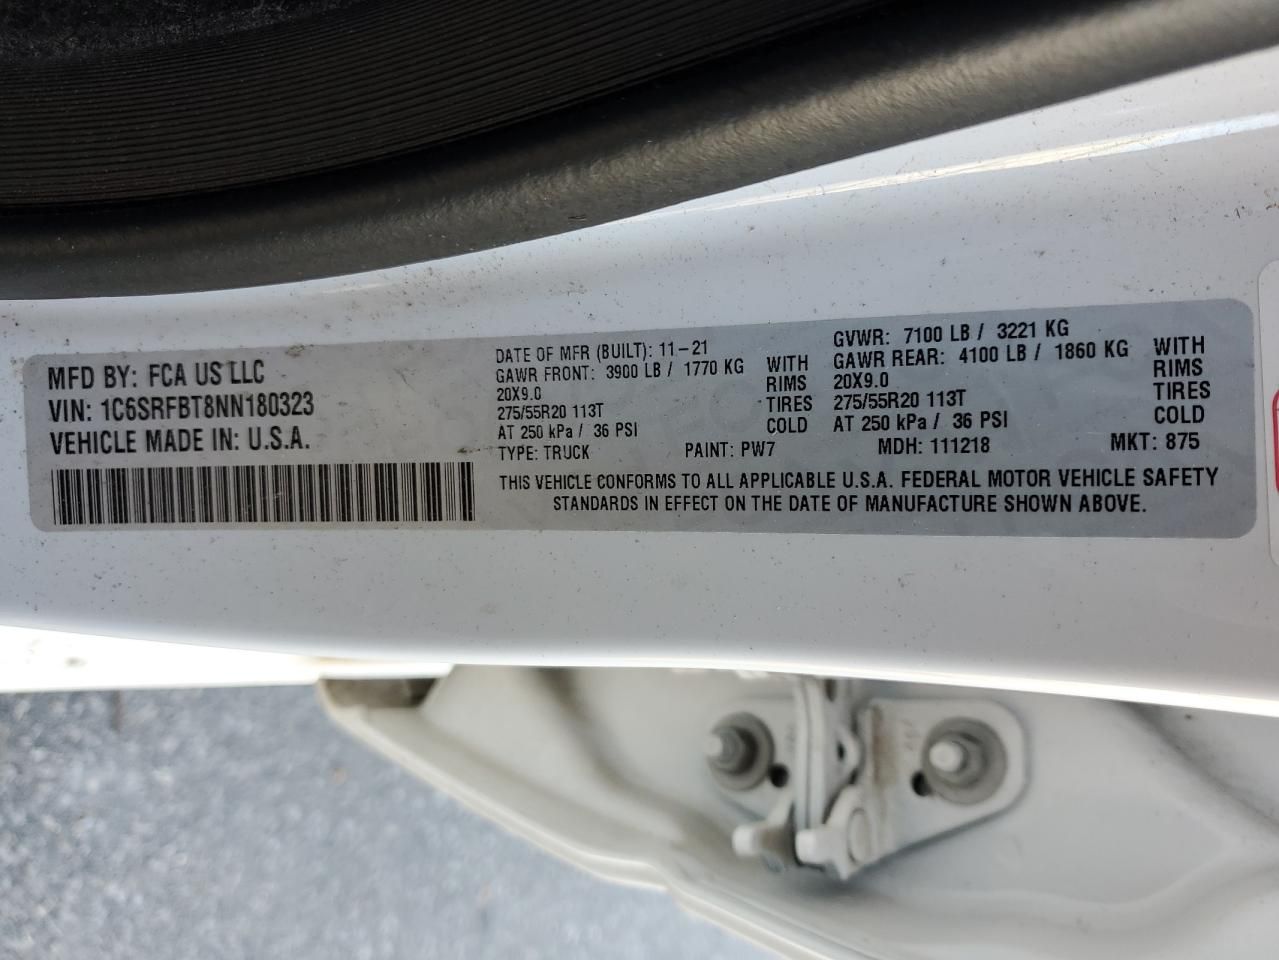 MFD BY: FCA US LLC
VIN: 1C6SRFBT8NN180323
VEHICLE MADE IN: U.S.A.
DATE OF MFR (BUILT): 11-21
GAWR FRONT: 3900 LB / 1770 KG WITH
20X9.0 RIMS
275/55R20 113T TIRES
AT 250 kPa / 36 PSI COLD
GVWR: 7100 LB / 3221 KG
GAWR REAR: 4100 LB / 1860 KG WITH
20X9.0 RIMS
275/55R20 113T TIRES
AT 250 kPa / 36 PSI COLD
TYPE: TRUCK PAINT: PW7 MDH: 111218 MKT: 875
THIS VEHICLE CONFORMS TO ALL APPLICABLE U.S.A. FEDERAL MOTOR VEHICLE SAFETY
STANDARDS IN EFFECT ON THE DATE OF MANUFACTURE SHOWN ABOVE.